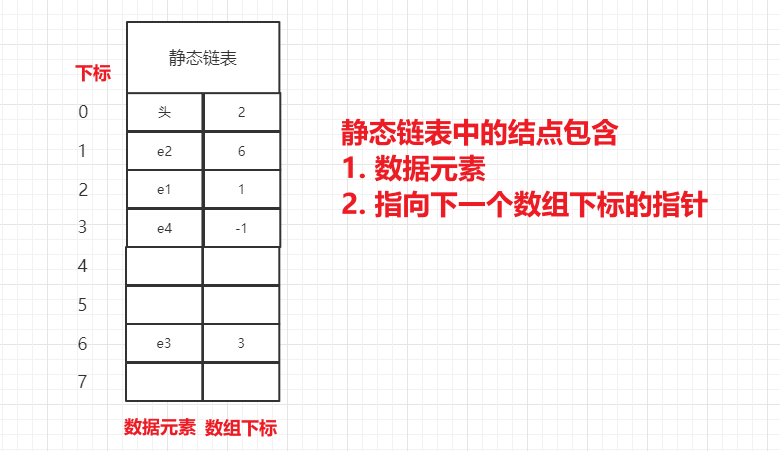 静态链表
下标
0 头 2
1 e2 6
2 e1 1
3 e4 -1
4
5
6 e3 3
7
数据元素 数组下标
静态链表中的结点包含
1. 数据元素
2. 指向下一个数组下标的指针